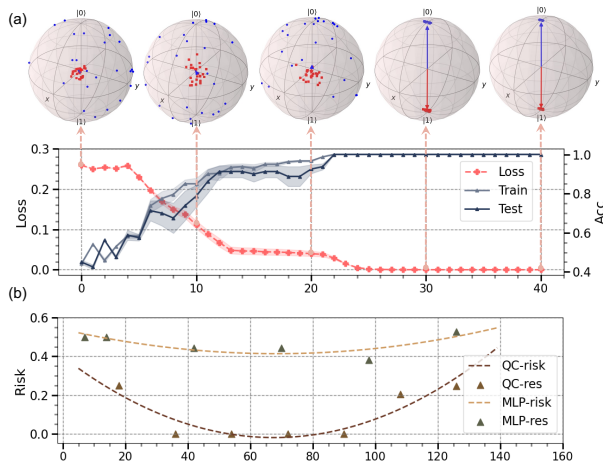 (a)
|0⟩ |0⟩ |0⟩ |0⟩ |0⟩
x y x y x y x y x y
|1⟩ |1⟩ |1⟩ |1⟩ |1⟩
0.3
0.2
0.1
0.0
Loss
Loss
Train
Test
1.0
0.8
0.6
0.4
Acc
0 10 20 30 40
(b)
0.6
0.4
0.2
0.0
Risk
QC-risk
QC-res
MLP-risk
MLP-res
0 20 40 60 80 100 120 140 160